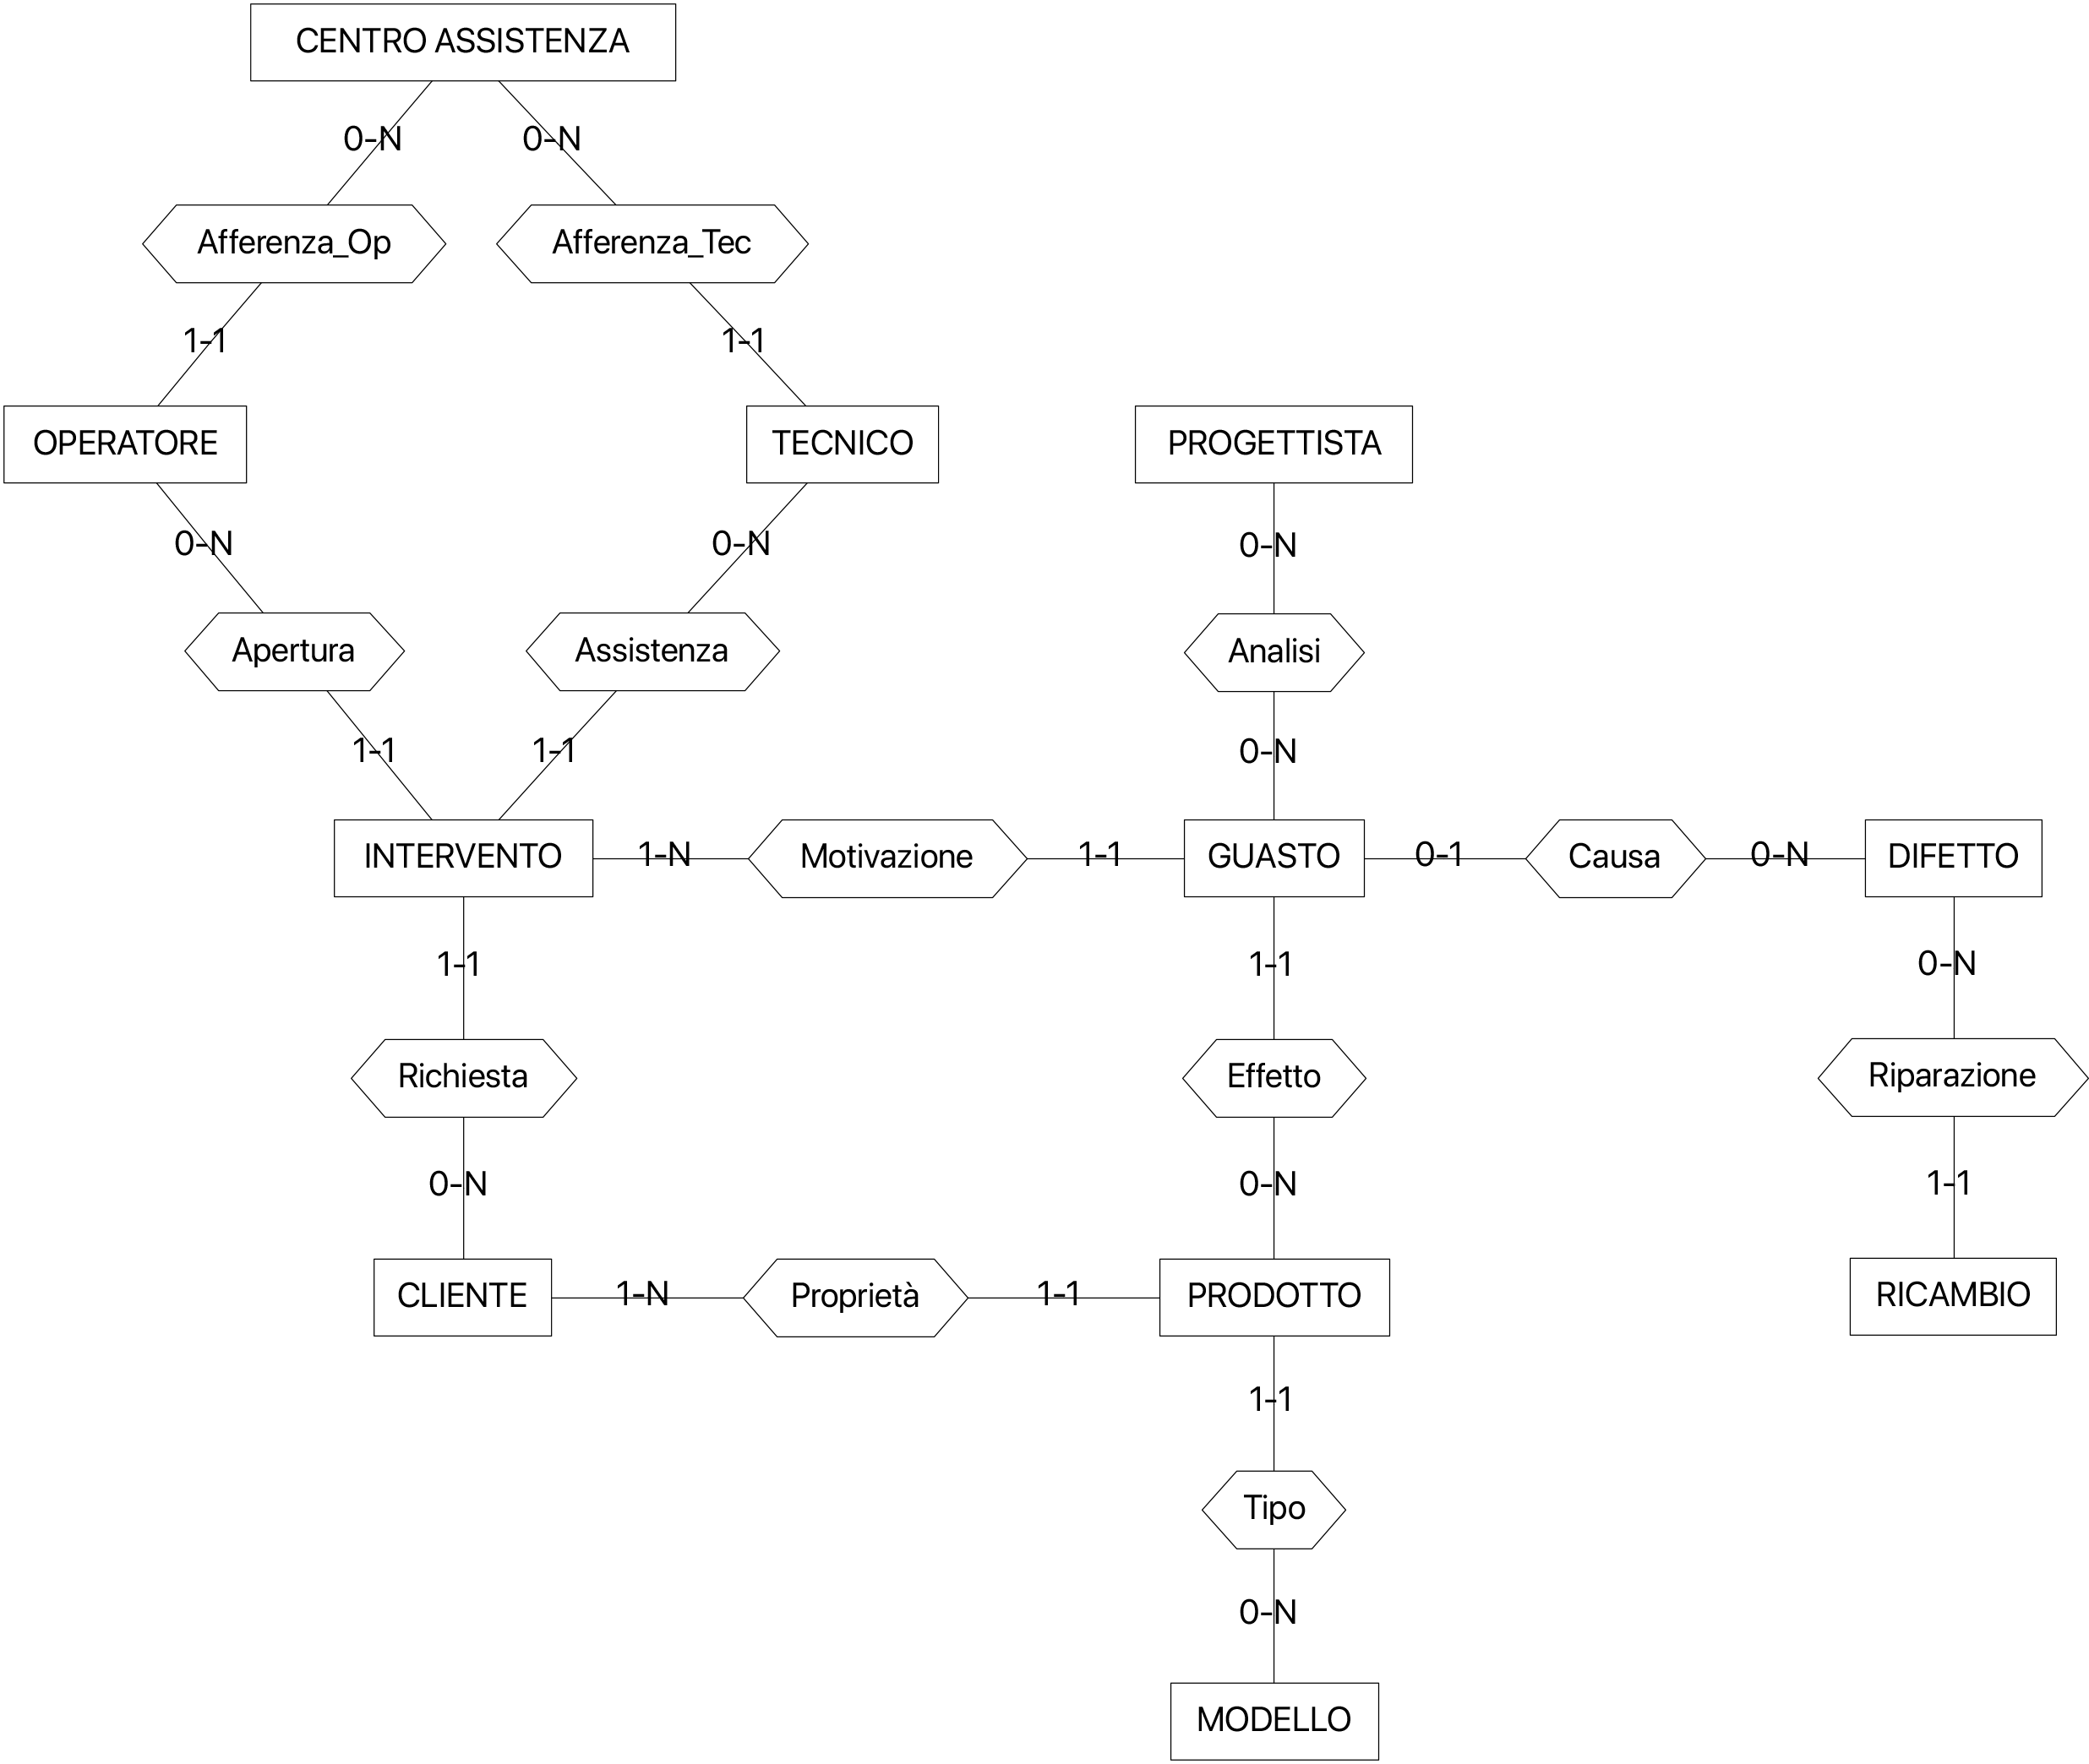 CENTRO ASSISTENZA
0-N
0-N
Afferenza_Op
Afferenza_Tec
1-1
1-1
OPERATORE
TECNICO
PROGETTISTA
0-N
0-N
0-N
Apertura
Assistenza
Analisi
1-1
1-1
0-N
INTERVENTO
1-N
Motivazione
1-1
GUASTO
0-1
Causa
0-N
DIFETTO
1-1
1-1
0-N
Richiesta
Effetto
Riparazione
0-N
0-N
1-1
CLIENTE
1-N
Proprietà
1-1
PRODOTTO
RICAMBIO
1-1
Tipo
0-N
MODELLO